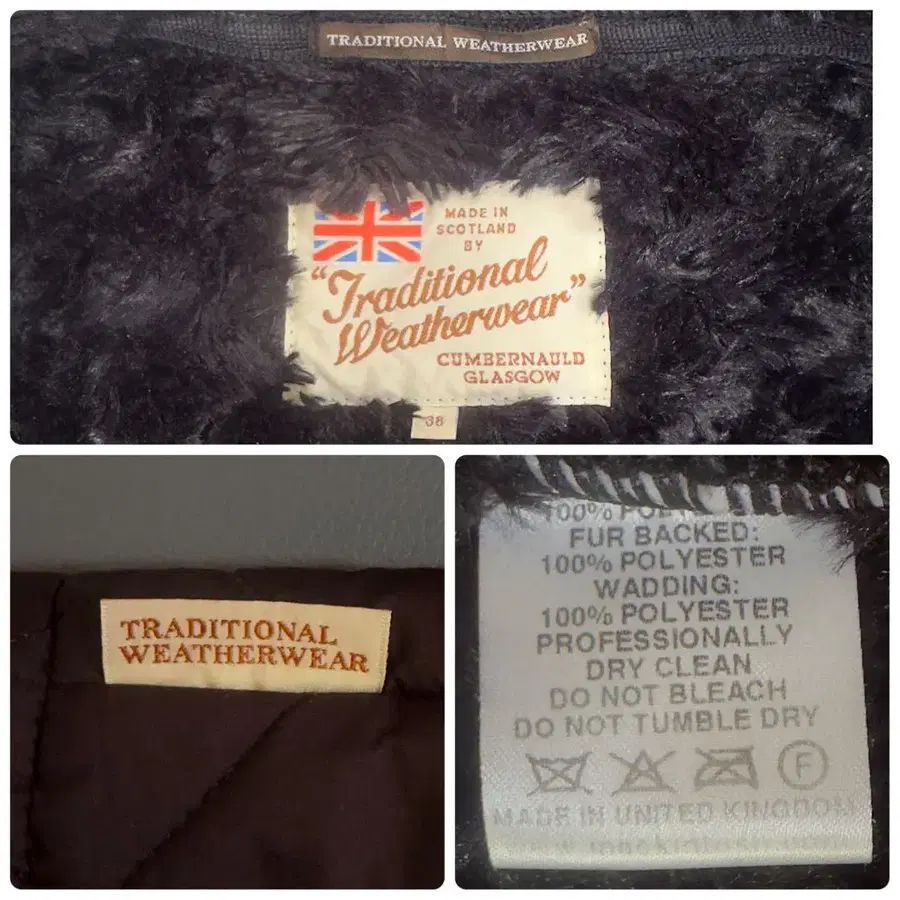 TRADITIONAL WEATHERWEAR
MADE IN
SCOTLAND
BY
"Traditional
Weatherwear"
CUMBERNAULD
GLASGOW
38
TRADITIONAL
WEATHERWEAR
100%
FUR BACKED:
100% POLYESTER
WADDING:
100% POLYESTER
PROFESSIONALLY
DRY CLEAN
DO NOT BLEACH
DO NOT TUMBLE DRY
F
MADE IN UNITED KINGDOM